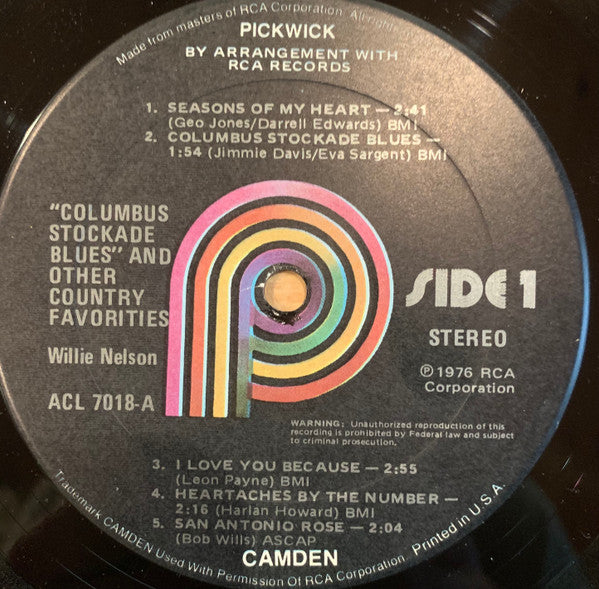 Made from masters of RCA Corporation. All rights
PICKWICK
BY ARRANGEMENT WITH
RCA RECORDS
1. SEASONS OF MY HEART — 2:41
(Geo Jones/Darrell Edwards) BMI
2. COLUMBUS STOCKADE BLUES —
1:54 (Jimmie Davis/Eva Sargent) BMI
"COLUMBUS
STOCKADE
BLUES" AND
OTHER
COUNTRY
FAVORITIES
Willie Nelson
ACL 7018-A
SIDE 1
STEREO
Ⓟ 1976 RCA
Corporation
WARNING: Unauthorized reproduction of this
recording is prohibited by Federal law and subject
to criminal prosecution.
3. I LOVE YOU BECAUSE — 2:55
(Leon Payne) BMI
4. HEARTACHES BY THE NUMBER —
2:16 (Harlan Howard) BMI
5. SAN ANTONIO ROSE — 2:04
(Bob Wills) ASCAP
CAMDEN
Trademark CAMDEN Used With Permission Of RCA Corporation Printed in U.S.A.